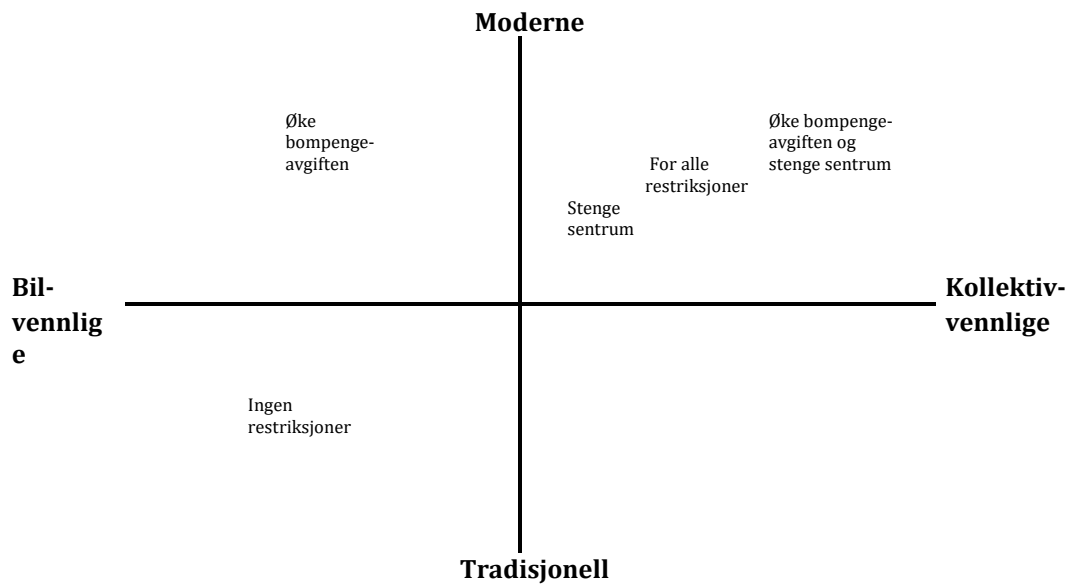 Moderne
Øke
bompenge-
avgiften
Øke bompenge-
avgiften og
stenge sentrum
For alle
restriksjoner
Stenge
sentrum
Bil-
vennlig
e
Kollektiv-
vennlige
Ingen
restriksjoner
Tradisjonell